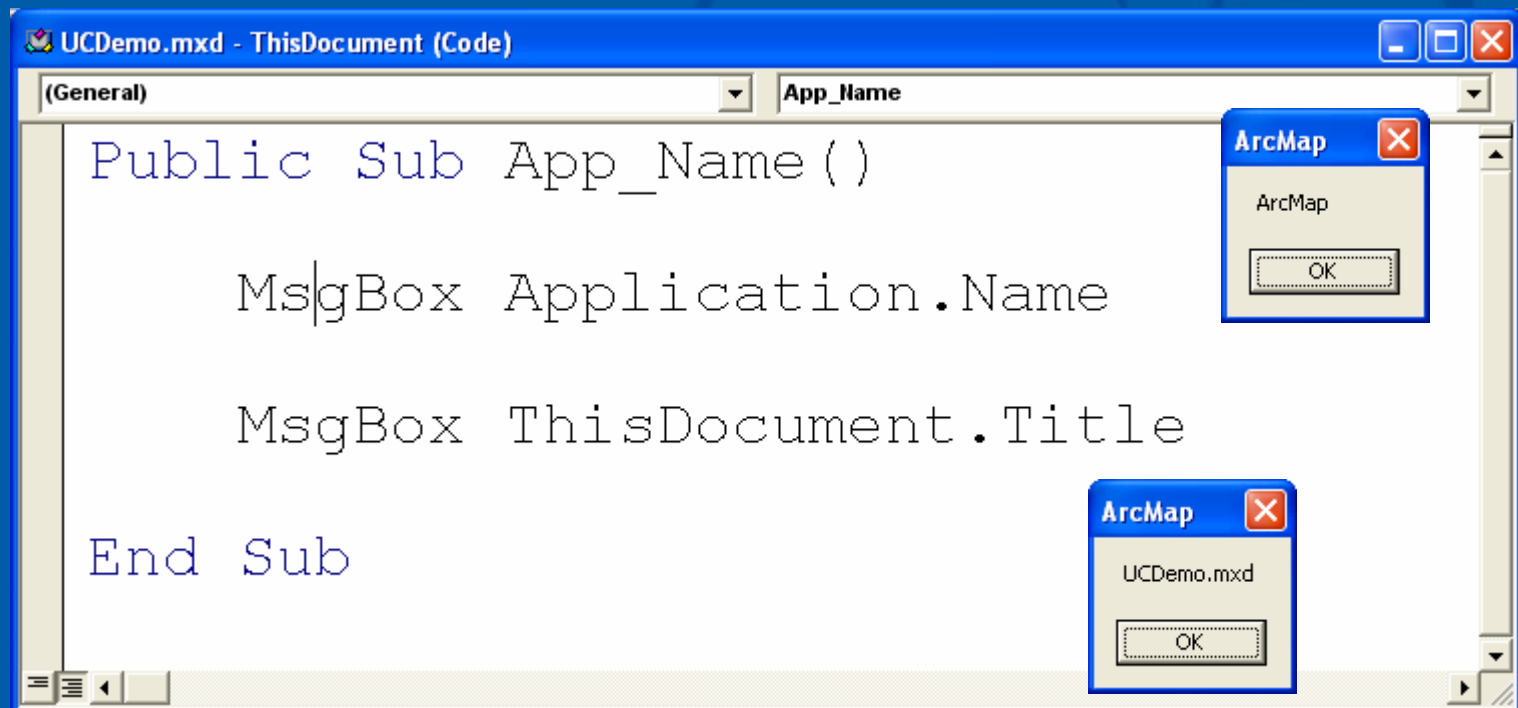 UCDemo.mxd - ThisDocument (Code)
(General) App_Name
Public Sub App_Name()
MsgBox Application.Name
MsgBox ThisDocument.Title
End Sub
ArcMap
ArcMap
OK
ArcMap
UCDemo.mxd
OK